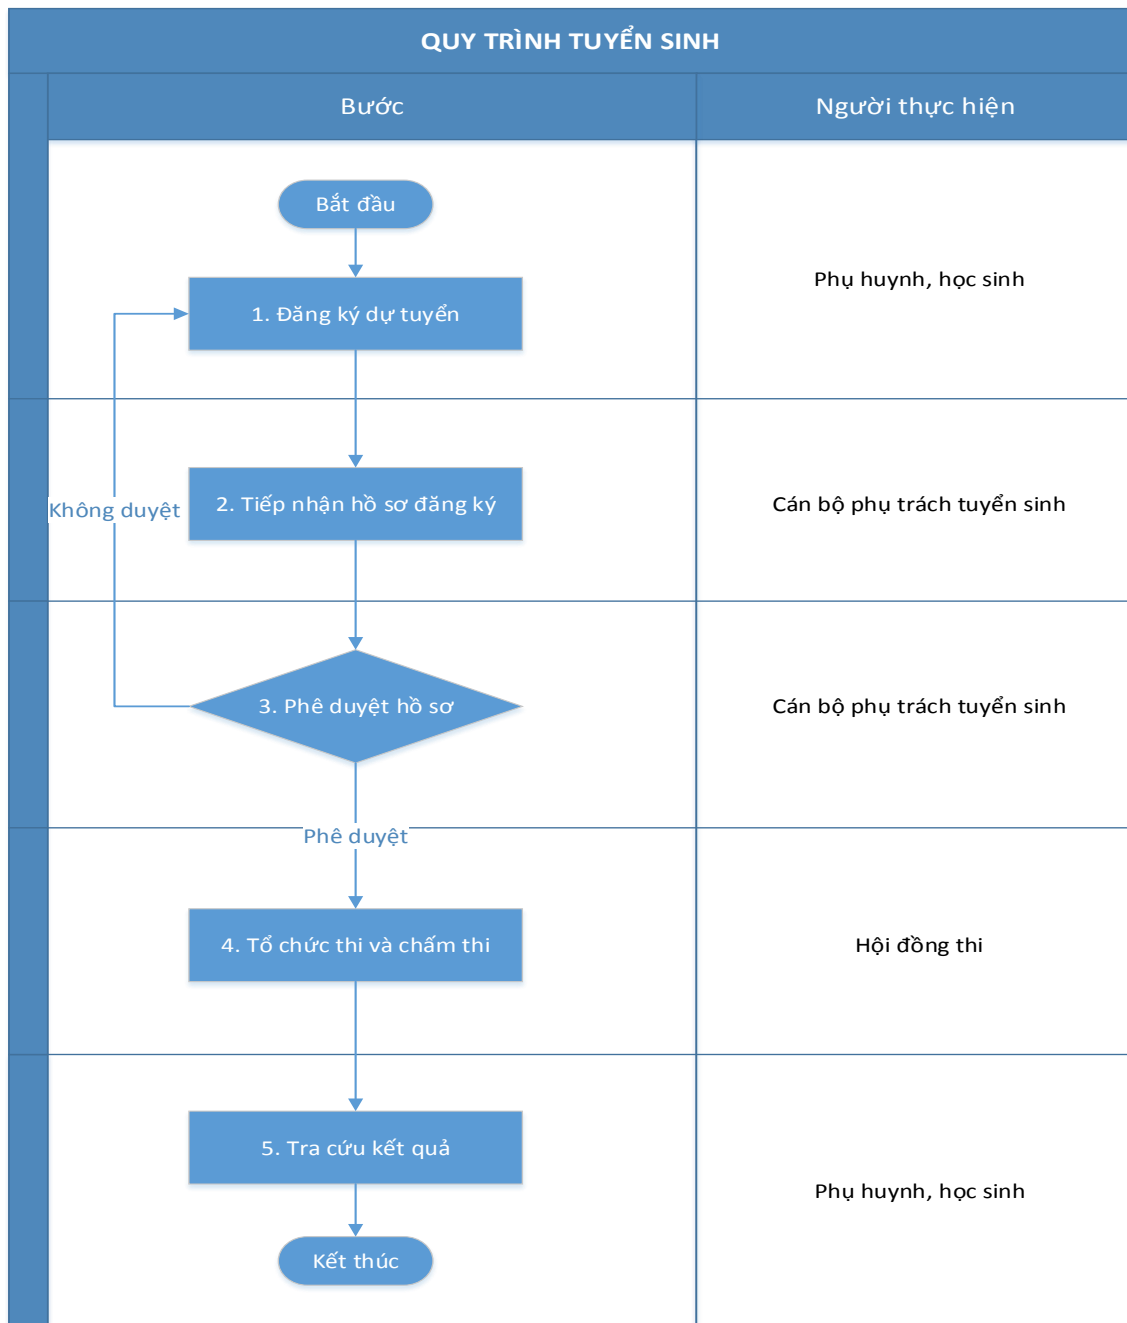 QUY TRÌNH TUYỂN SINH
Bước
Người thực hiện
Bắt đầu
1. Đăng ký dự tuyển
Phụ huynh, học sinh
Không duyệt
2. Tiếp nhận hồ sơ đăng ký
Cán bộ phụ trách tuyển sinh
3. Phê duyệt hồ sơ
Cán bộ phụ trách tuyển sinh
Phê duyệt
4. Tổ chức thi và chấm thi
Hội đồng thi
5. Tra cứu kết quả
Phụ huynh, học sinh
Kết thúc